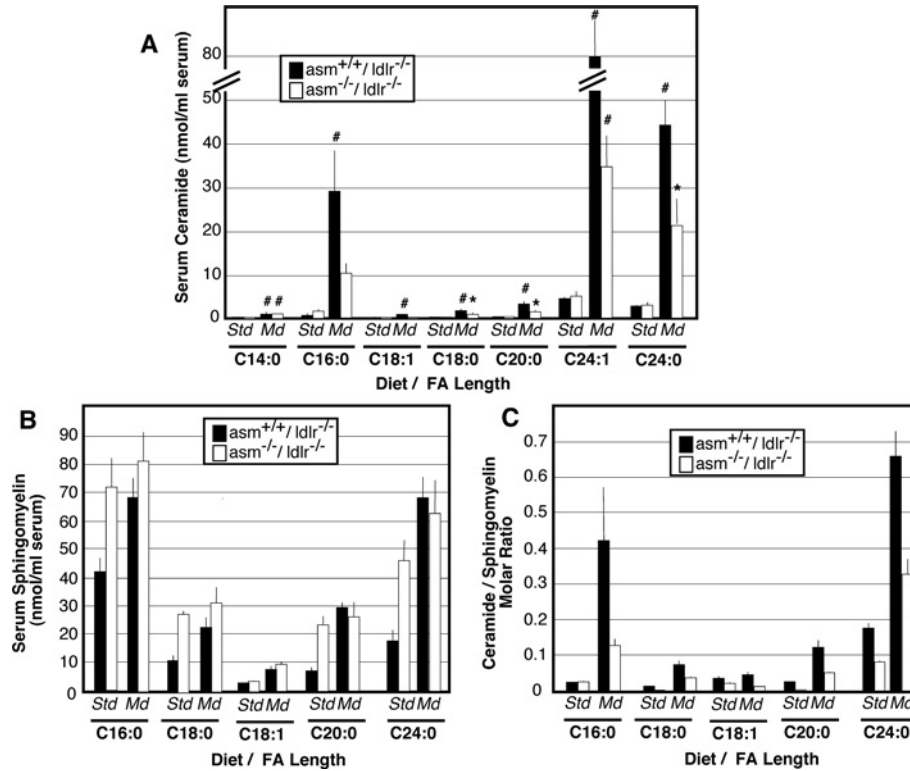 A
Serum Ceramide (nmol/ml serum)
80
50
40
30
20
10
0
asm+/+/ ldlr-/-
asm-/-/ ldlr-/-
#
#
#
#
#
#
*
#
*
#
#
#
*
Std Md Std Md Std Md Std Md Std Md Std Md Std Md
C14:0 C16:0 C18:1 C18:0 C20:0 C24:1 C24:0
Diet / FA Length
B
Serum Sphingomyelin
(nmol/ml serum)
90
80
70
60
50
40
30
20
10
0
asm+/+/ ldlr-/-
asm-/-/ ldlr-/-
Std Md Std Md Std Md Std Md Std Md
C16:0 C18:0 C18:1 C20:0 C24:0
Diet / FA Length
C
Ceramide / Sphingomyelin
Molar Ratio
0.7
0.6
0.5
0.4
0.3
0.2
0.1
0
asm+/+/ ldlr-/-
asm-/-/ ldlr-/-
Std Md Std Md Std Md Std Md Std Md
C16:0 C18:0 C18:1 C20:0 C24:0
Diet / FA Length